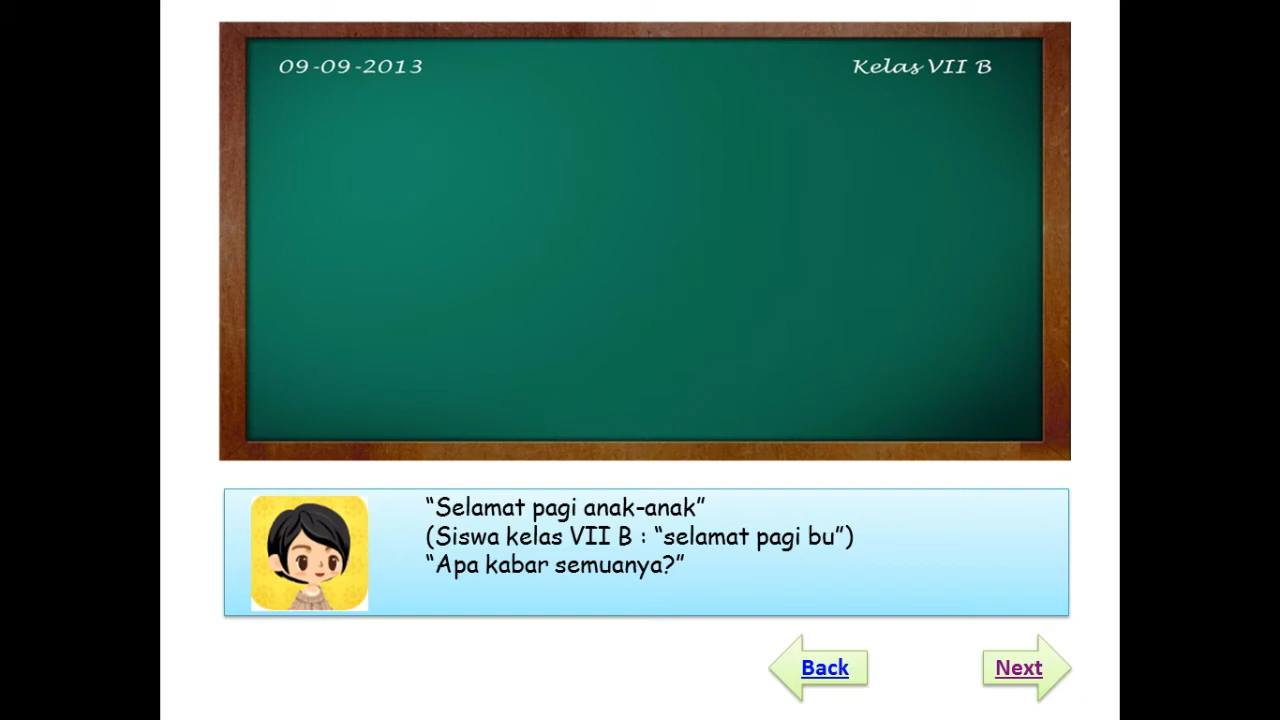 09-09-2013
Kelas VII B
“Selamat pagi anak-anak”
(Siswa kelas VII B : “selamat pagi bu”)
“Apa kabar semuanya?”
Back
Next